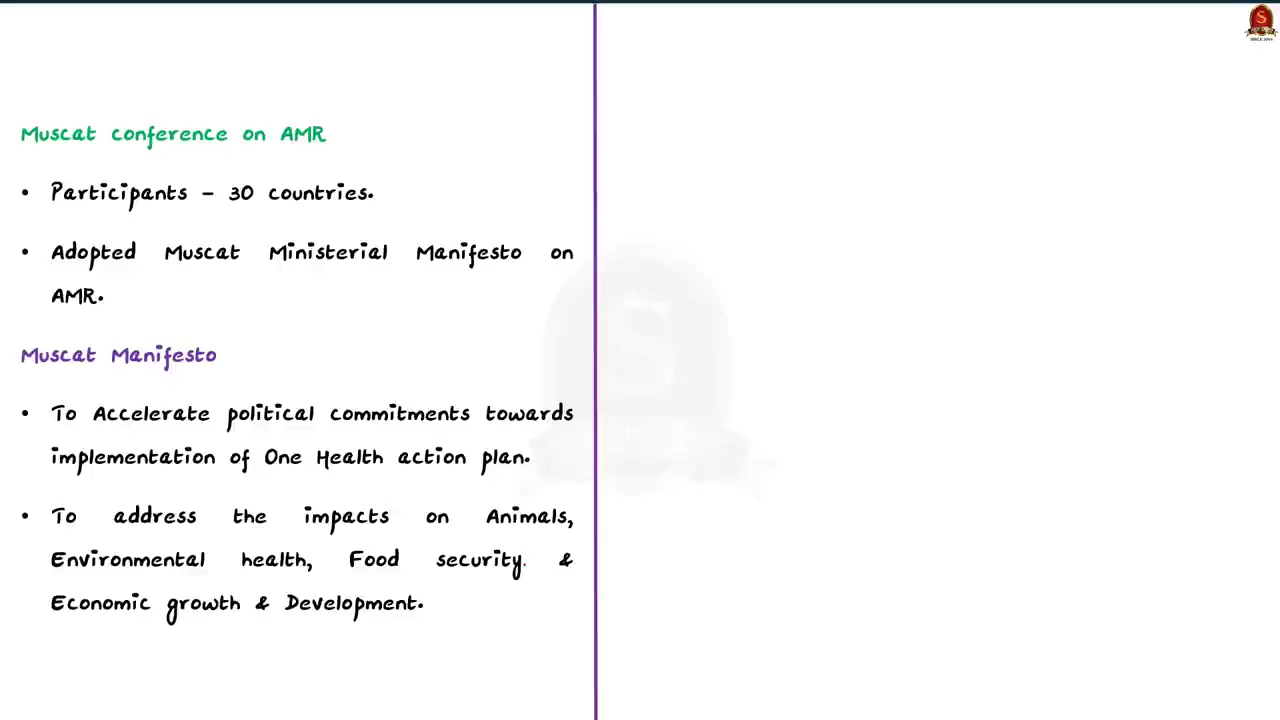 Muscat conference on AMR
• Participants - 30 countries.
• Adopted Muscat Ministerial Manifesto on
AMR.
Muscat Manifesto
• To Accelerate political commitments towards
implementation of One Health action plan.
• To address the impacts on Animals,
Environmental health, Food security. &
Economic growth & Development.
S